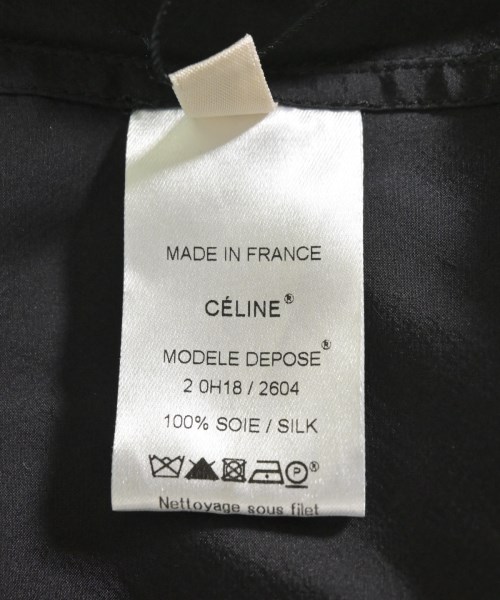 MADE IN FRANCE
CÉLINE®
MODELE DEPOSE®
2 0H18 / 2604
100% SOIE / SILK
P®
Nettoyage sous filet